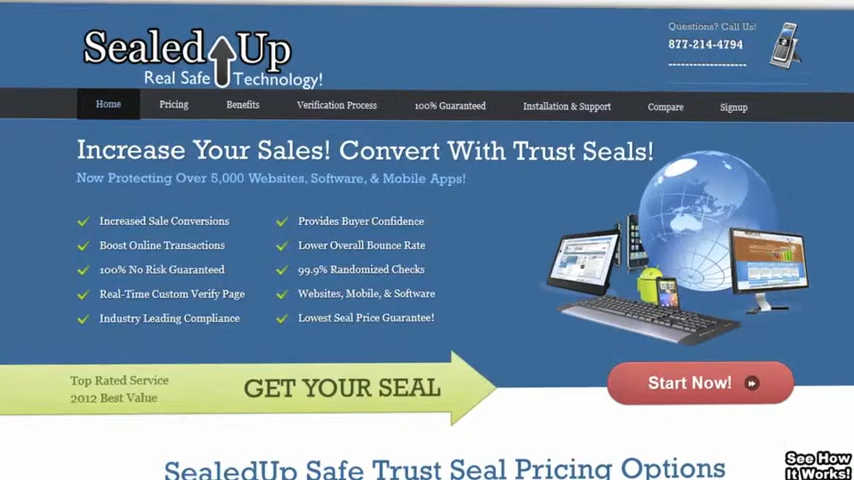 Sealed Up
Real Safe Technology!
Questions? Call Us!
877-214-4794
Home Pricing Benefits Verification Process 100% Guaranteed Installation & Support Compare Signup
Increase Your Sales! Convert With Trust Seals!
Now Protecting Over 5,000 Websites, Software, & Mobile Apps!
Increased Sale Conversions Provides Buyer Confidence
Boost Online Transactions Lower Overall Bounce Rate
100% No Risk Guaranteed 99.9% Randomized Checks
Real-Time Custom Verify Page Websites, Mobile, & Software
Industry Leading Compliance Lowest Seal Price Guarantee!
Top Rated Service
2012 Best Value
GET YOUR SEAL
Start Now!
SealedUp Safe Trust Seal Pricing Options
See How
It Works!